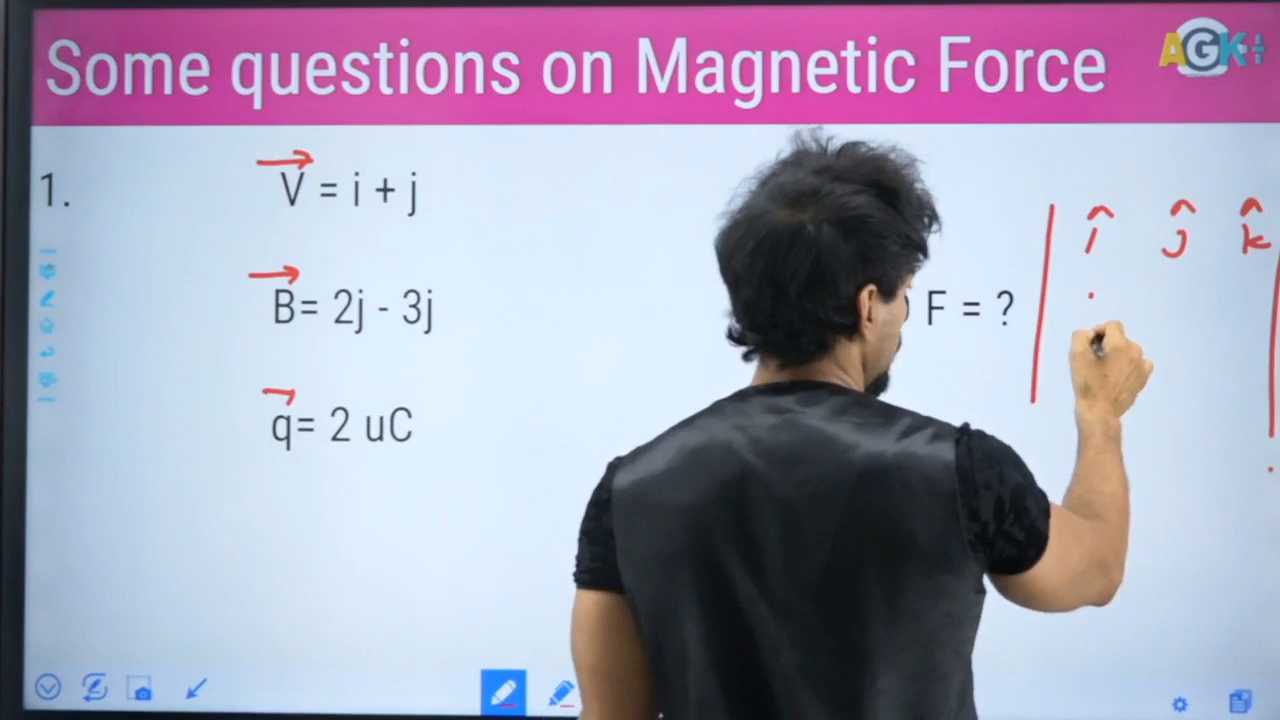 Some questions on Magnetic Force
AGK
1.
V = i + j
B= 2j - 3j
q= 2 uC
F = ?
i j k